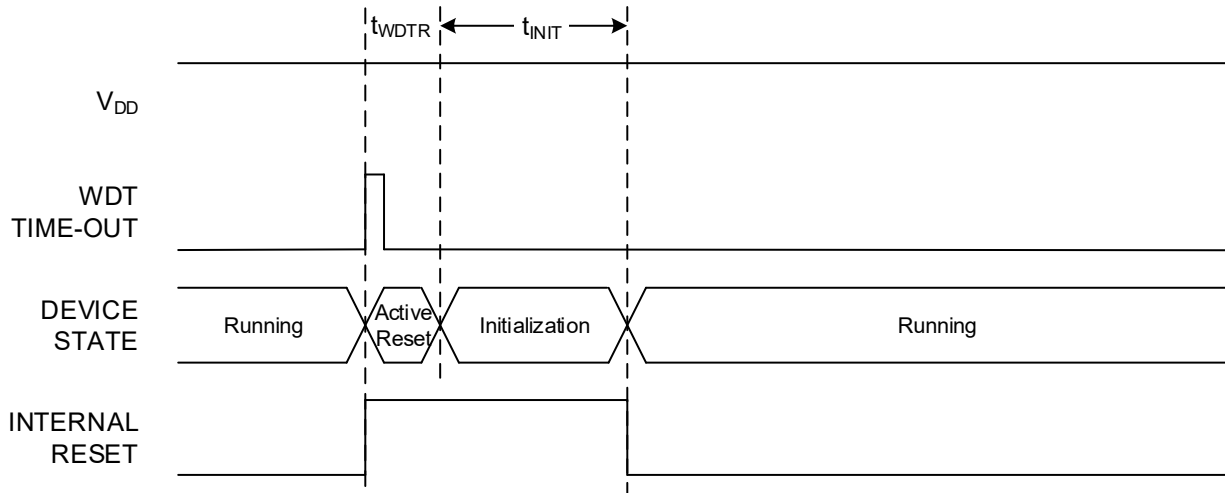 tWDTR
tINIT
VDD
WDT
TIME-OUT
DEVICE
STATE
Running
Active
Reset
Initialization
Running
INTERNAL
RESET